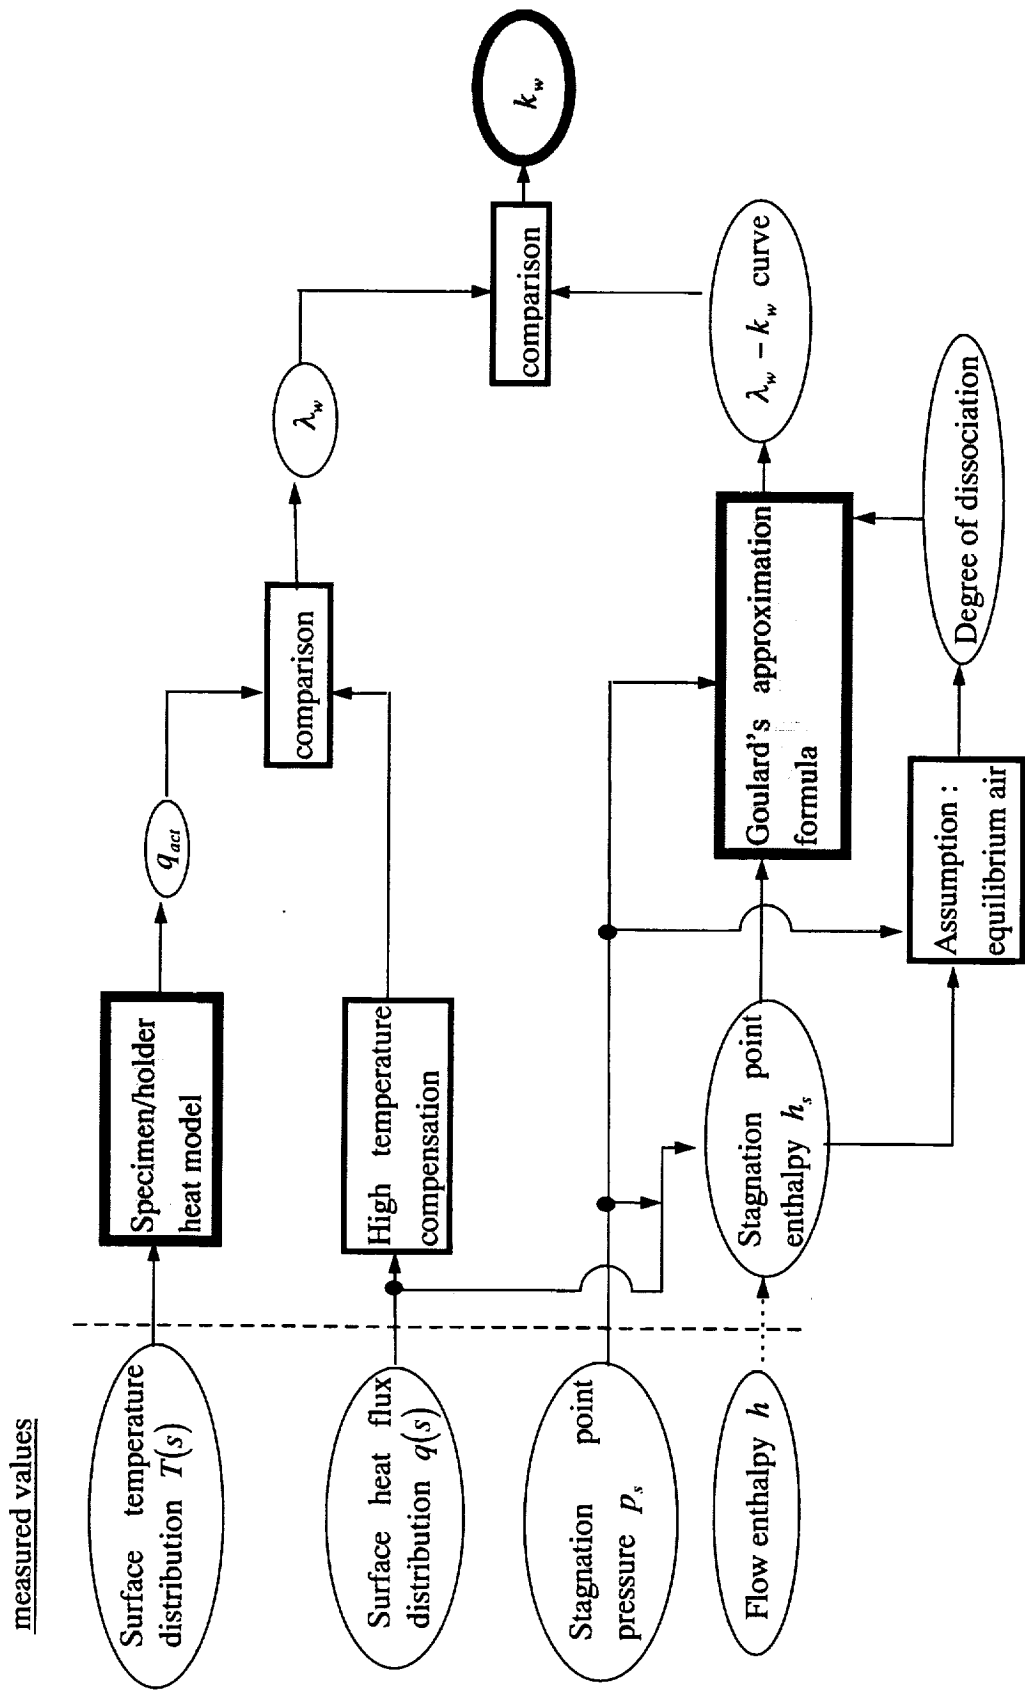 measured values
Surface temperature
distribution T(s)
Specimen/holder
heat model
q_act
Surface heat flux
distribution q(s)
High temperature
compensation
comparison
λ_w
comparison
k_w
Stagnation point
pressure p_s
Flow enthalpy h
Stagnation point
enthalpy h_s
Goulard's approximation
formula
λ_w – k_w curve
Assumption :
equilibrium air
Degree of dissociation